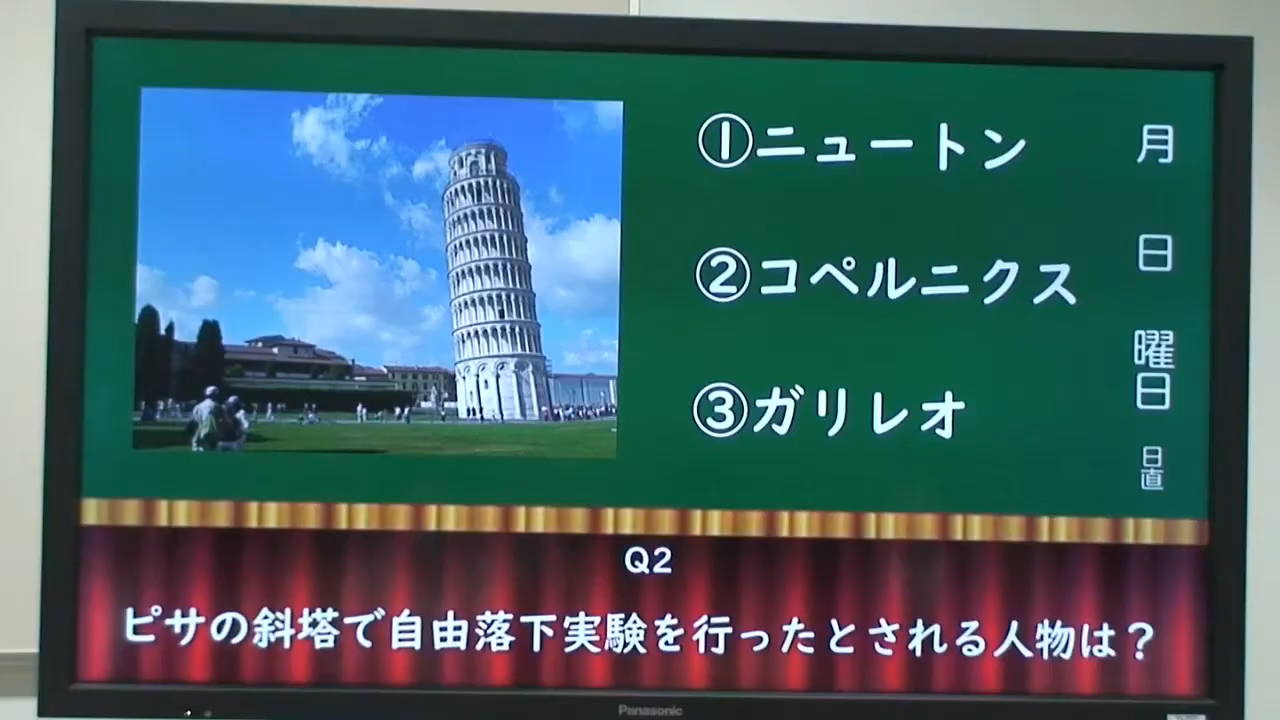 ①ニュートン
②コペルニクス
③ガリレオ
月
日
曜
日
日
直
Q2
ピサの斜塔で自由落下実験を行ったとされる人物は？
Panasonic